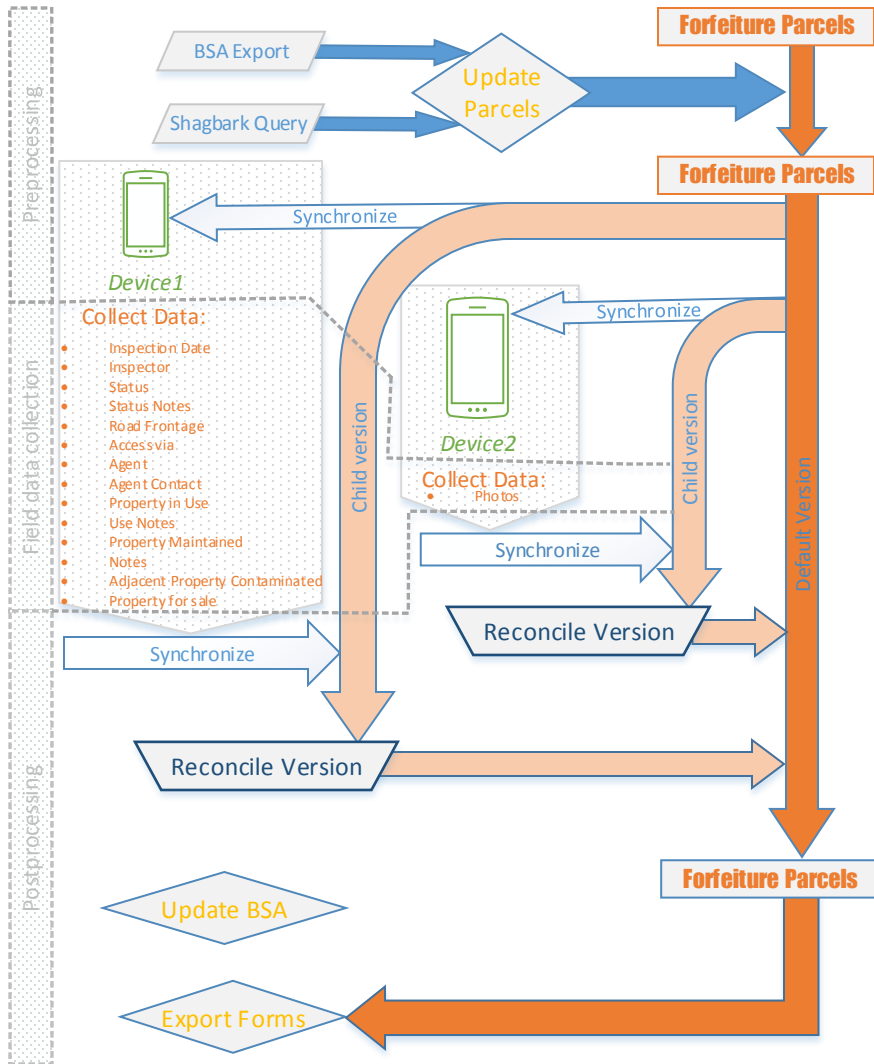 Forfeiture Parcels
BSA Export
Update
Parcels
Shagbark Query
Preprocessing
Forfeiture Parcels
Synchronize
Device1
Synchronize
Field data collection
Collect Data:
• Inspection Date
• Inspector
• Status
• Status Notes
• Road Frontage
• Access via
• Agent
• Agent Contact
• Property in Use
• Use Notes
• Property Maintained
• Notes
• Adjacent Property Contaminated
• Property for sale
Child version
Device2
Collect Data:
• Photos
Child version
Default Version
Synchronize
Reconcile Version
Synchronize
Reconcile Version
Postprocessing
Forfeiture Parcels
Update BSA
Export Forms